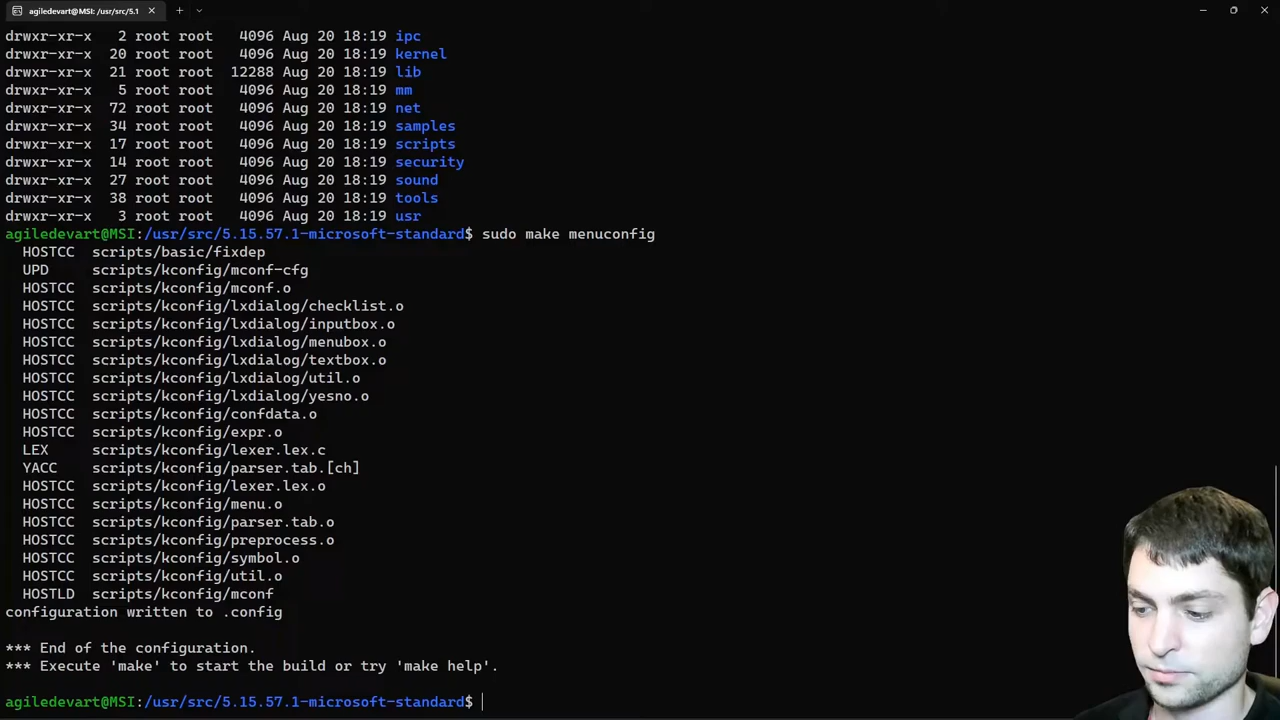 agiledevart@MSI: /usr/src/5.1
drwxr-xr-x 2 root root 4096 Aug 20 18:19 ipc
drwxr-xr-x 20 root root 4096 Aug 20 18:19 kernel
drwxr-xr-x 21 root root 12288 Aug 20 18:19 lib
drwxr-xr-x 5 root root 4096 Aug 20 18:19 mm
drwxr-xr-x 72 root root 4096 Aug 20 18:19 net
drwxr-xr-x 34 root root 4096 Aug 20 18:19 samples
drwxr-xr-x 17 root root 4096 Aug 20 18:19 scripts
drwxr-xr-x 14 root root 4096 Aug 20 18:19 security
drwxr-xr-x 27 root root 4096 Aug 20 18:19 sound
drwxr-xr-x 38 root root 4096 Aug 20 18:19 tools
drwxr-xr-x 3 root root 4096 Aug 20 18:19 usr
agiledevart@MSI:/usr/src/5.15.57.1-microsoft-standard$ sudo make menuconfig
HOSTCC scripts/basic/fixdep
UPD scripts/kconfig/mconf-cfg
HOSTCC scripts/kconfig/mconf.o
HOSTCC scripts/kconfig/lxdialog/checklist.o
HOSTCC scripts/kconfig/lxdialog/inputbox.o
HOSTCC scripts/kconfig/lxdialog/menubox.o
HOSTCC scripts/kconfig/lxdialog/textbox.o
HOSTCC scripts/kconfig/lxdialog/util.o
HOSTCC scripts/kconfig/lxdialog/yesno.o
HOSTCC scripts/kconfig/confdata.o
HOSTCC scripts/kconfig/expr.o
LEX scripts/kconfig/lexer.lex.c
YACC scripts/kconfig/parser.tab.[ch]
HOSTCC scripts/kconfig/lexer.lex.o
HOSTCC scripts/kconfig/menu.o
HOSTCC scripts/kconfig/parser.tab.o
HOSTCC scripts/kconfig/preprocess.o
HOSTCC scripts/kconfig/symbol.o
HOSTCC scripts/kconfig/util.o
HOSTLD scripts/kconfig/mconf
configuration written to .config
*** End of the configuration.
*** Execute 'make' to start the build or try 'make help'.
agiledevart@MSI:/usr/src/5.15.57.1-microsoft-standard$